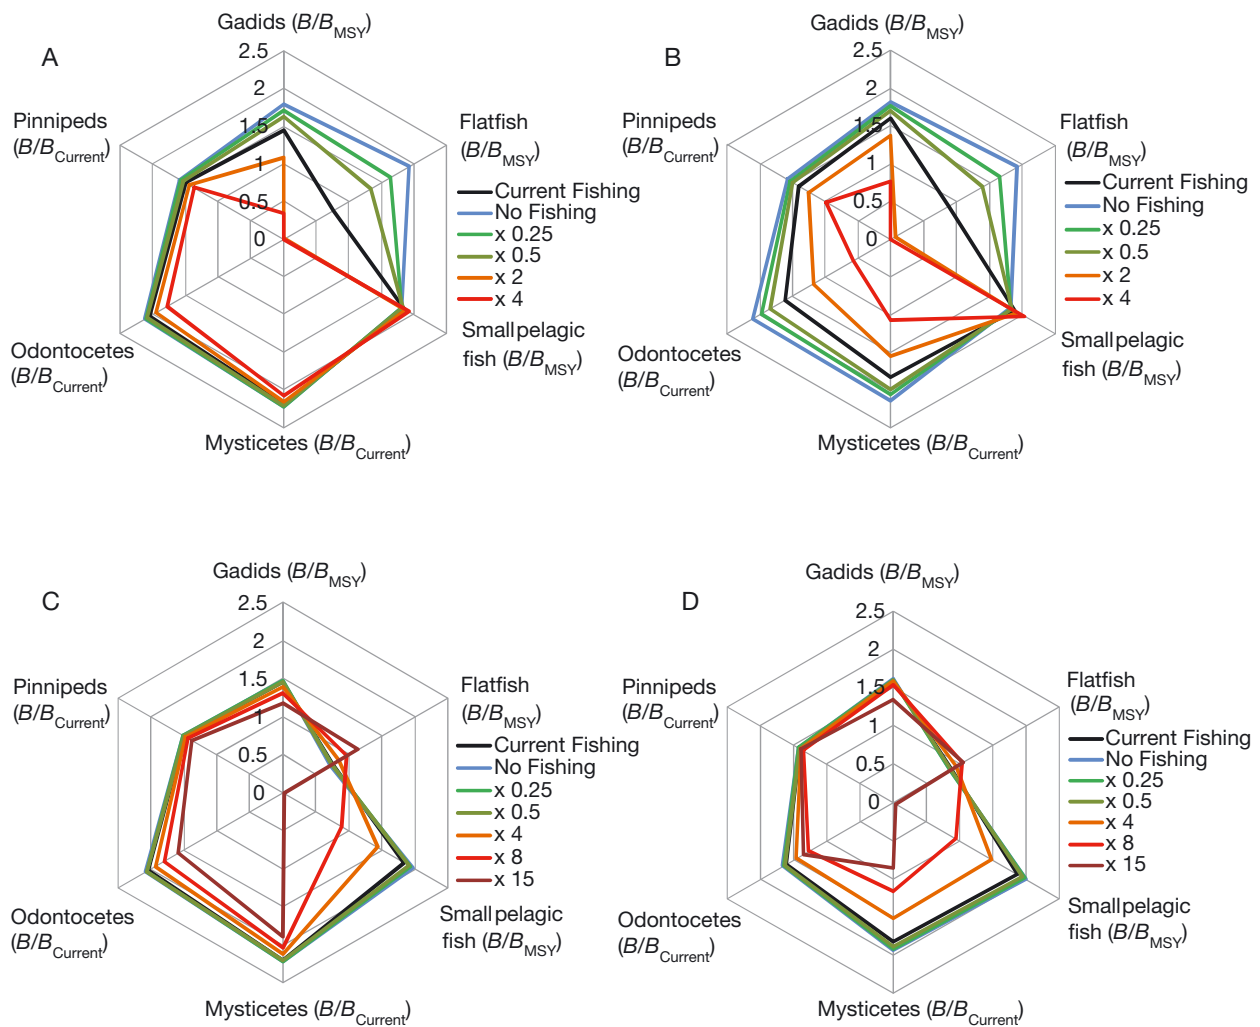 Gadids (B/BMSY)
A
2.5
2
1.5
1
0.5
0
Pinnipeds
(B/BCurrent)
Flatfish
(B/BMSY)
Current Fishing
No Fishing
x 0.25
x 0.5
x 2
x 4
Odontocetes
(B/BCurrent)
Small pelagic
fish (B/BMSY)
Mysticetes (B/BCurrent)
Gadids (B/BMSY)
B
2.5
2
1.5
1
0.5
0
Pinnipeds
(B/BCurrent)
Flatfish
(B/BMSY)
Current Fishing
No Fishing
x 0.25
x 0.5
x 2
x 4
Odontocetes
(B/BCurrent)
Small pelagic
fish (B/BMSY)
Mysticetes (B/BCurrent)
Gadids (B/BMSY)
C
2.5
2
1.5
1
0.5
0
Pinnipeds
(B/BCurrent)
Flatfish
(B/BMSY)
Current Fishing
No Fishing
x 0.25
x 0.5
x 4
x 8
x 15
Odontocetes
(B/BCurrent)
Small pelagic
fish (B/BMSY)
Mysticetes (B/BCurrent)
Gadids (B/BMSY)
D
2.5
2
1.5
1
0.5
0
Pinnipeds
(B/BCurrent)
Flatfish
(B/BMSY)
Current Fishing
No Fishing
x 0.25
x 0.5
x 4
x 8
x 15
Odontocetes
(B/BCurrent)
Small pelagic
fish (B/BMSY)
Mysticetes (B/BCurrent)